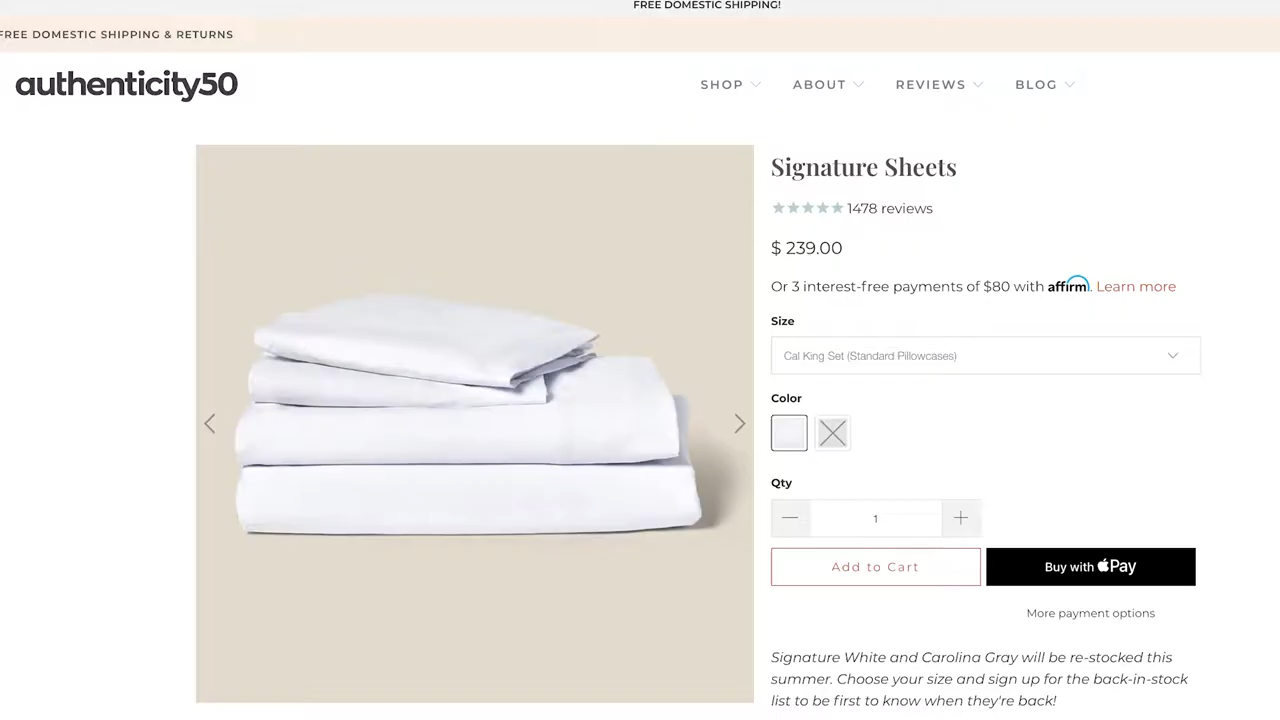 FREE DOMESTIC SHIPPING!
FREE DOMESTIC SHIPPING & RETURNS
authenticity50
SHOP
ABOUT
REVIEWS
BLOG
Signature Sheets
1478 reviews
$ 239.00
Or 3 interest-free payments of $80 with affirm. Learn more
Size
Cal King Set (Standard Pillowcases)
Color
Qty
1
Add to Cart
Buy with Pay
More payment options
Signature White and Carolina Gray will be re-stocked this
summer. Choose your size and sign up for the back-in-stock
list to be first to know when they're back!